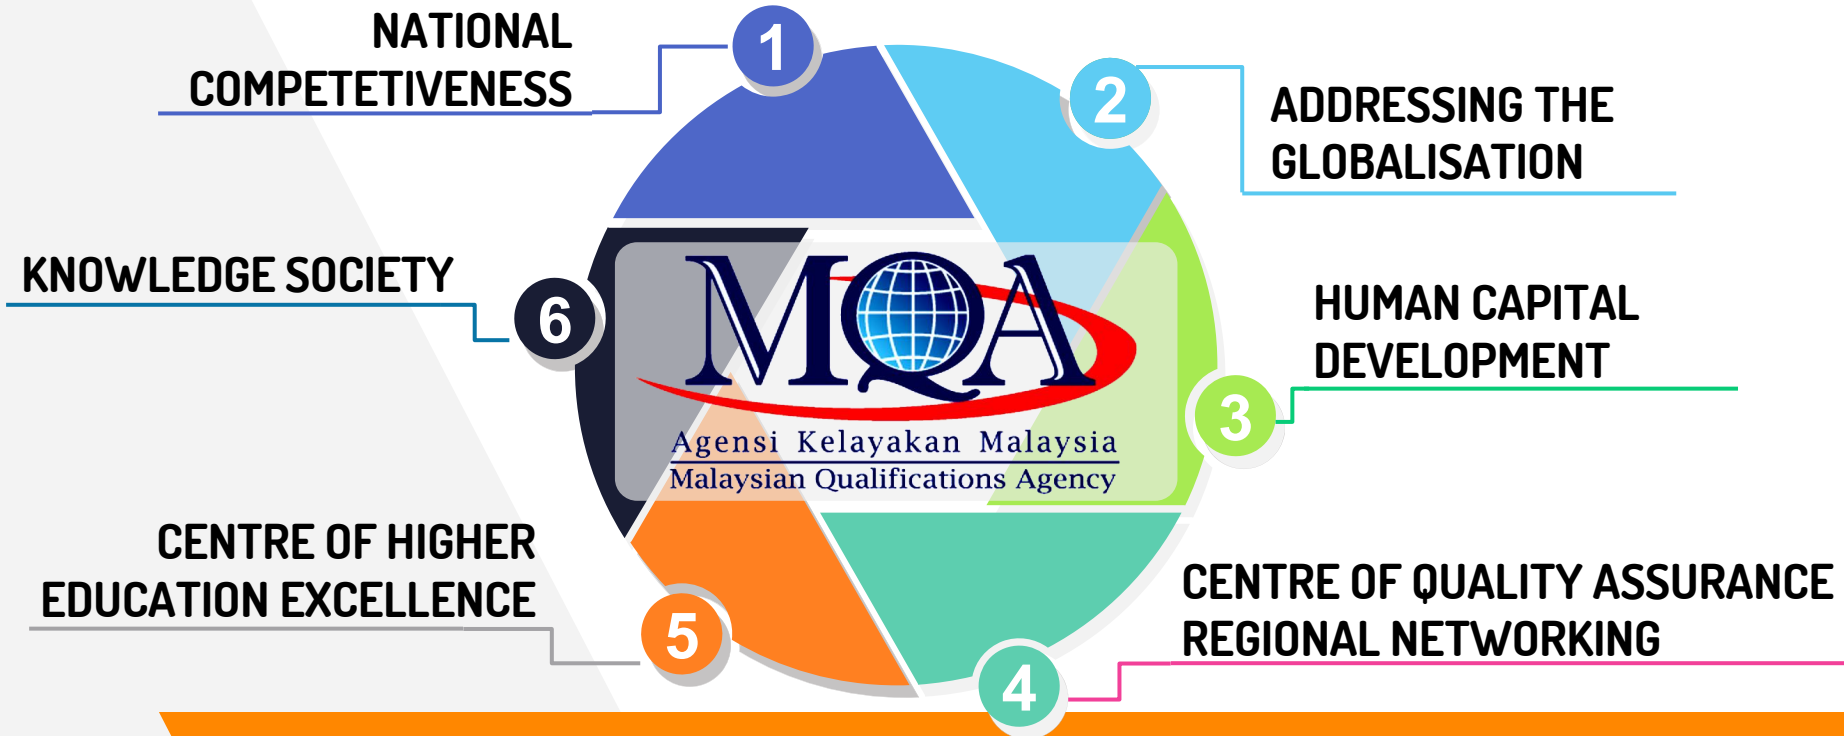 1
NATIONAL
COMPETETIVENESS
2
ADDRESSING THE
GLOBALISATION
3
HUMAN CAPITAL
DEVELOPMENT
4
CENTRE OF QUALITY ASSURANCE
REGIONAL NETWORKING
5
CENTRE OF HIGHER
EDUCATION EXCELLENCE
6
KNOWLEDGE SOCIETY
MQA
Agensi Kelayakan Malaysia
Malaysian Qualifications Agency